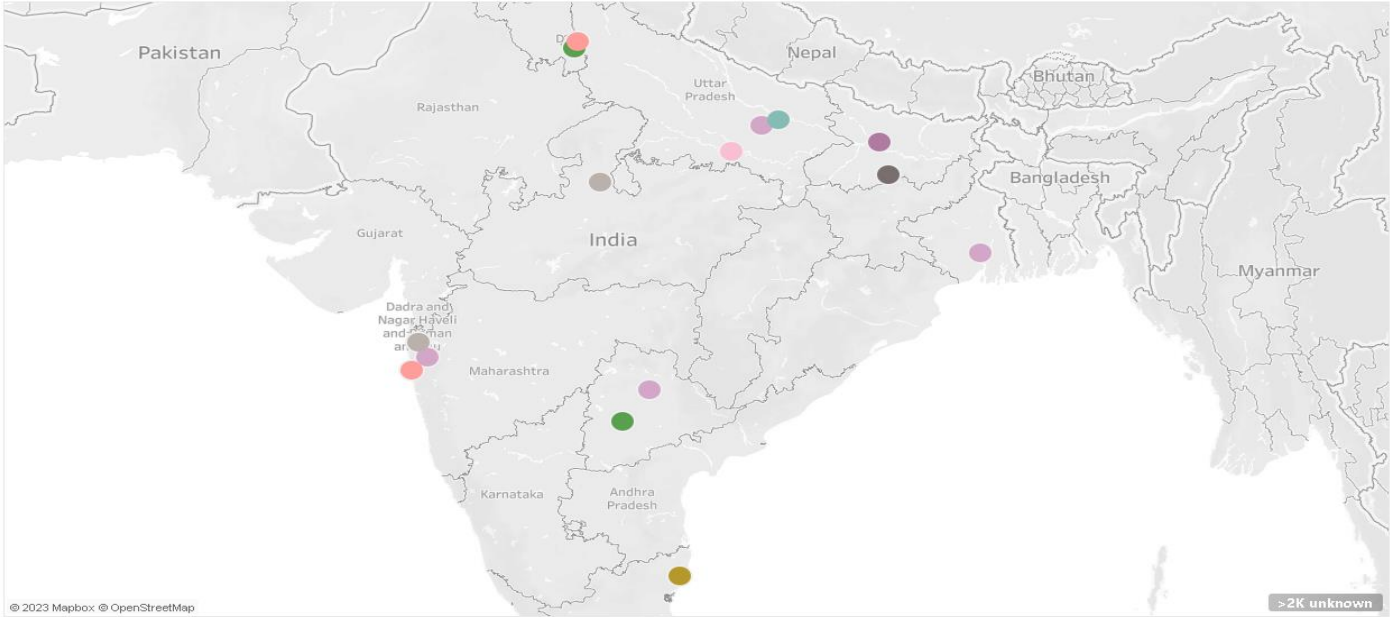 Pakistan
Nepal
Bhutan
Uttar
Pradesh
Rajasthan
Bangladesh
Gujarat
India
Myanmar
Dadra and
Nagar Haveli
and
Maharashtra
Karnataka
Andhra
Pradesh
© 2023 Mapbox © OpenStreetMap
>2K unknown